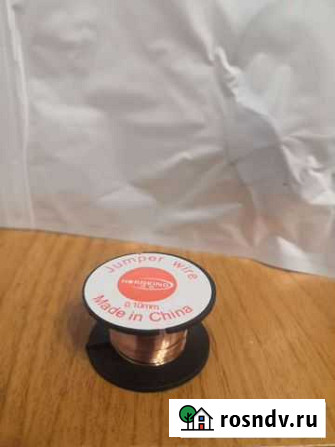 Jumper wire
0.10mm
Made in China
rosndv.ru